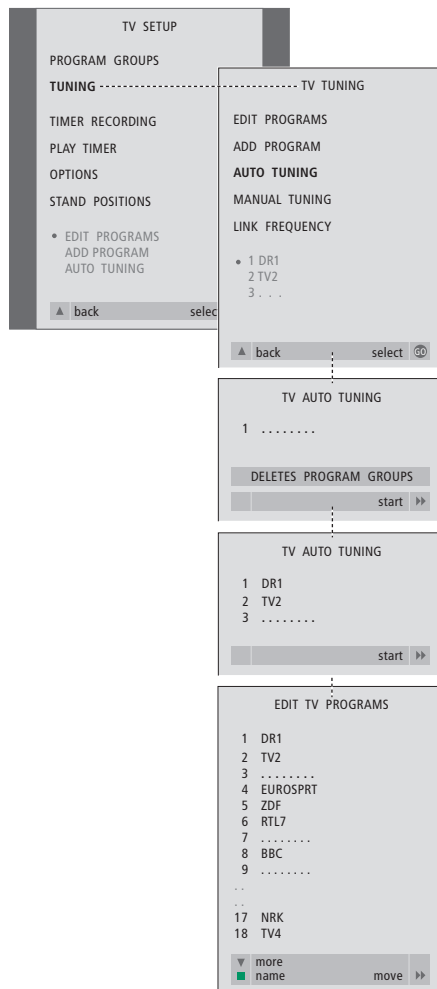 TV SETUP
PROGRAM GROUPS
TUNING
TIMER RECORDING
PLAY TIMER
OPTIONS
STAND POSITIONS
• EDIT PROGRAMS
ADD PROGRAM
AUTO TUNING
▲ back selec
TV TUNING
EDIT PROGRAMS
ADD PROGRAM
AUTO TUNING
MANUAL TUNING
LINK FREQUENCY
• 1 DR1
2 TV2
3 . . .
▲ back select GO
TV AUTO TUNING
1 ........
DELETES PROGRAM GROUPS
start
TV AUTO TUNING
1 DR1
2 TV2
3 ........
start
EDIT TV PROGRAMS
1 DR1
2 TV2
3 ........
4 EUROSPRT
5 ZDF
6 RTL7
7 ........
8 BBC
9 ........
..
..
17 NRK
18 TV4
▼ more
name move